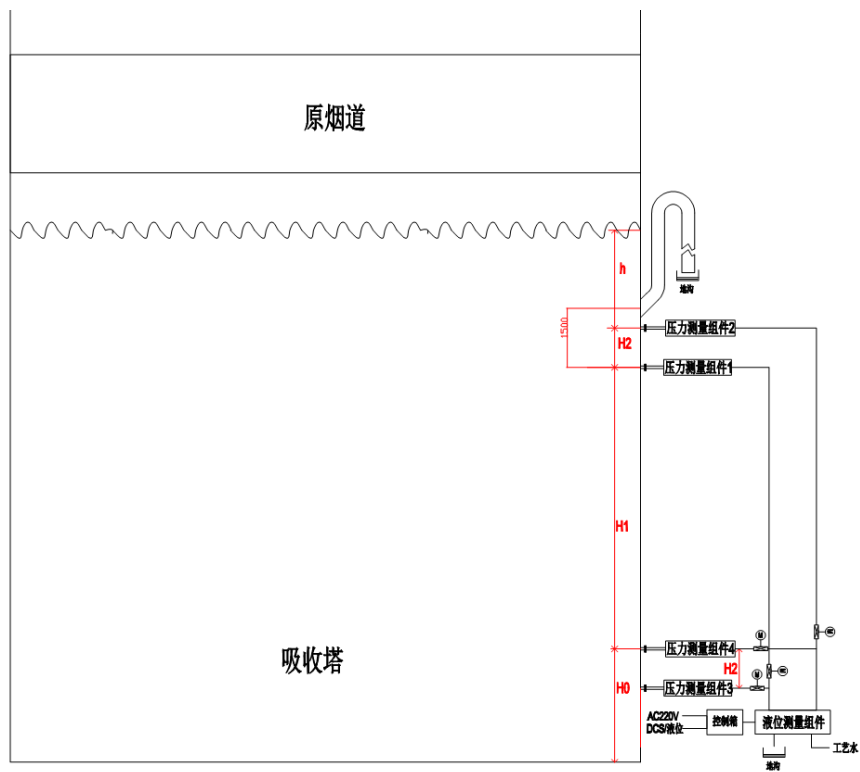 原烟道
h
地沟
1500
压力测量组件2
H2
压力测量组件1
H1
M
M
吸收塔
压力测量组件4
H2
M
M
H0
压力测量组件3
AC220V
DCS/液位
控制箱
液位测量组件
工艺水
地沟